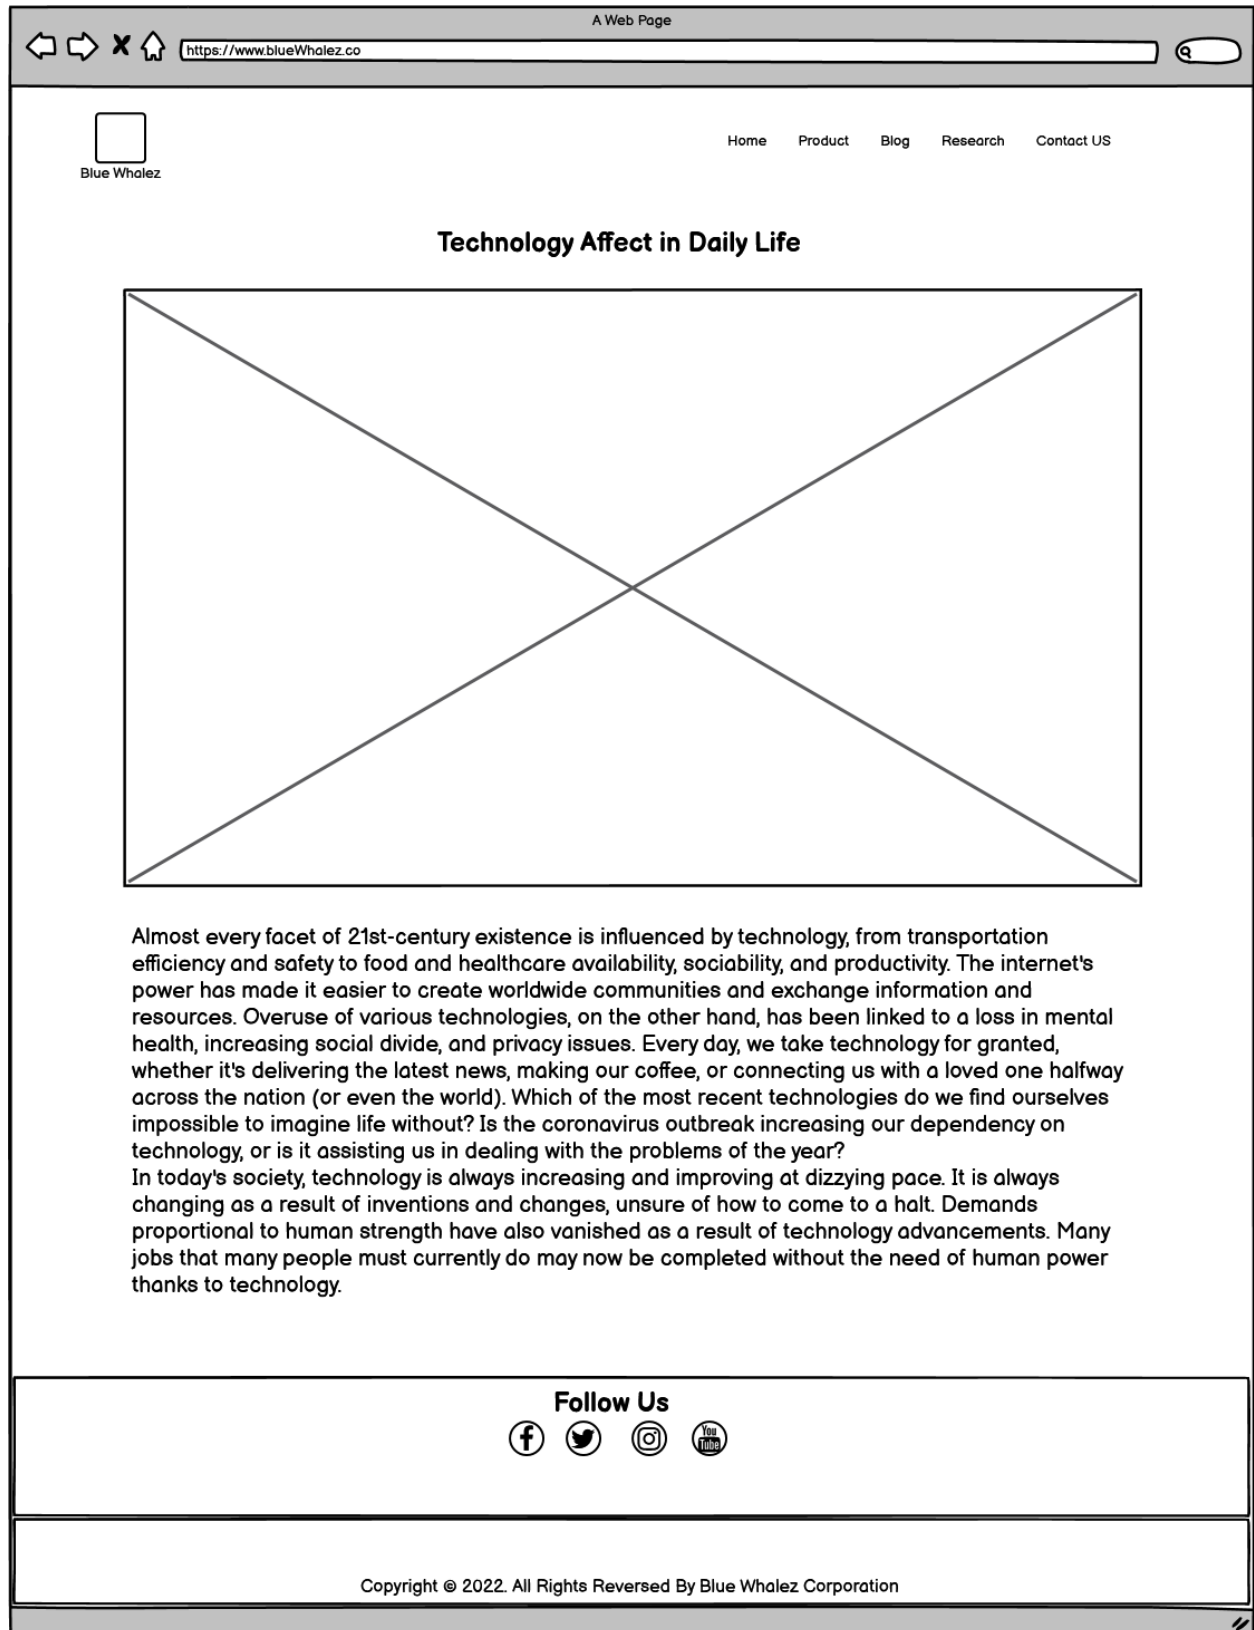 A Web Page
https://www.blueWhalez.co
Home Product Blog Research Contact US
Blue Whalez
Technology Affect in Daily Life
Almost every facet of 21st-century existence is influenced by technology, from transportation
efficiency and safety to food and healthcare availability, sociability, and productivity. The internet's
power has made it easier to create worldwide communities and exchange information and
resources. Overuse of various technologies, on the other hand, has been linked to a loss in mental
health, increasing social divide, and privacy issues. Every day, we take technology for granted,
whether it's delivering the latest news, making our coffee, or connecting us with a loved one halfway
across the nation (or even the world). Which of the most recent technologies do we find ourselves
impossible to imagine life without? Is the coronavirus outbreak increasing our dependency on
technology, or is it assisting us in dealing with the problems of the year?
In today's society, technology is always increasing and improving at dizzying pace. It is always
changing as a result of inventions and changes, unsure of how to come to a halt. Demands
proportional to human strength have also vanished as a result of technology advancements. Many
jobs that many people must currently do may now be completed without the need of human power
thanks to technology.
Follow Us
You
Tube
Copyright © 2022. All Rights Reversed By Blue Whalez Corporation